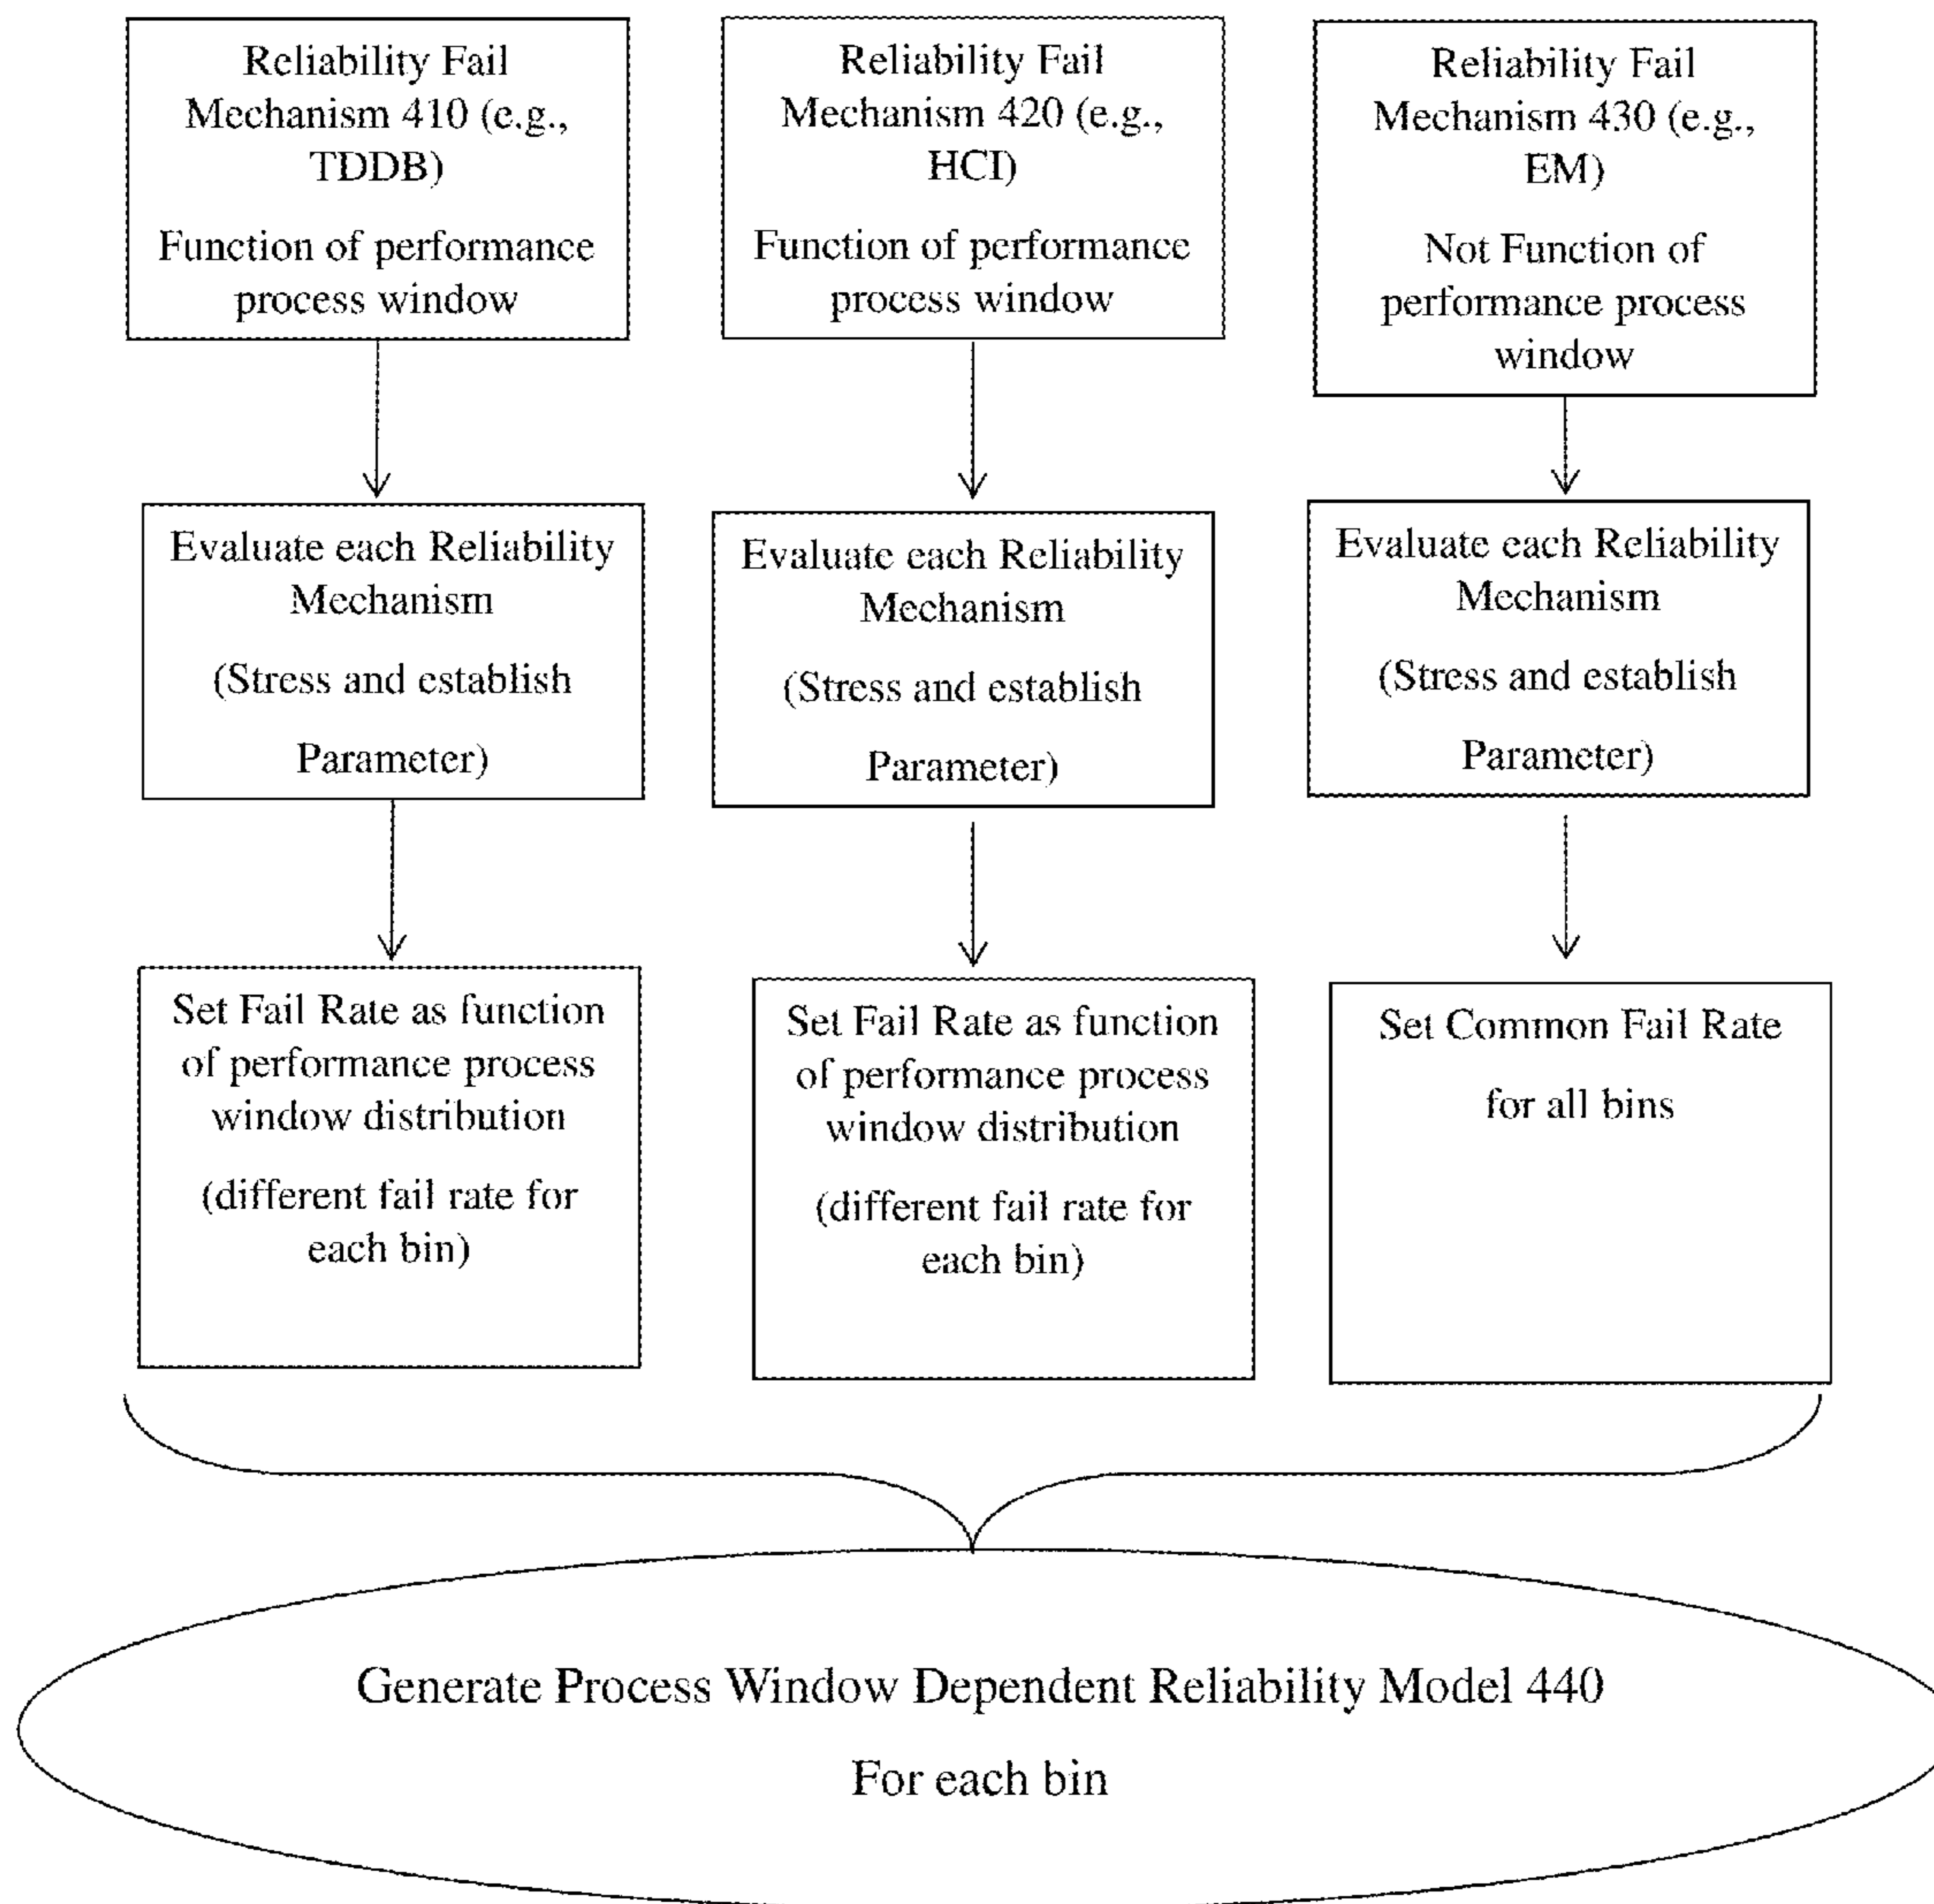 Reliability Fail
Mechanism 410 (e.g.,
TDDB)
Function of performance
process window
Reliability Fail
Mechanism 420 (e.g.,
HCI)
Function of performance
process window
Reliability Fail
Mechanism 430 (e.g.,
EM)
Not Function of
performance process
window
Evaluate each Reliability
Mechanism
(Stress and establish
Parameter)
Evaluate each Reliability
Mechanism
(Stress and establish
Parameter)
Evaluate each Reliability
Mechanism
(Stress and establish
Parameter)
Set Fail Rate as function
of performance process
window distribution
(different fail rate for
each bin)
Set Fail Rate as function
of performance process
window distribution
(different fail rate for
each bin)
Set Common Fail Rate
for all bins
Generate Process Window Dependent Reliability Model 440
For each bin